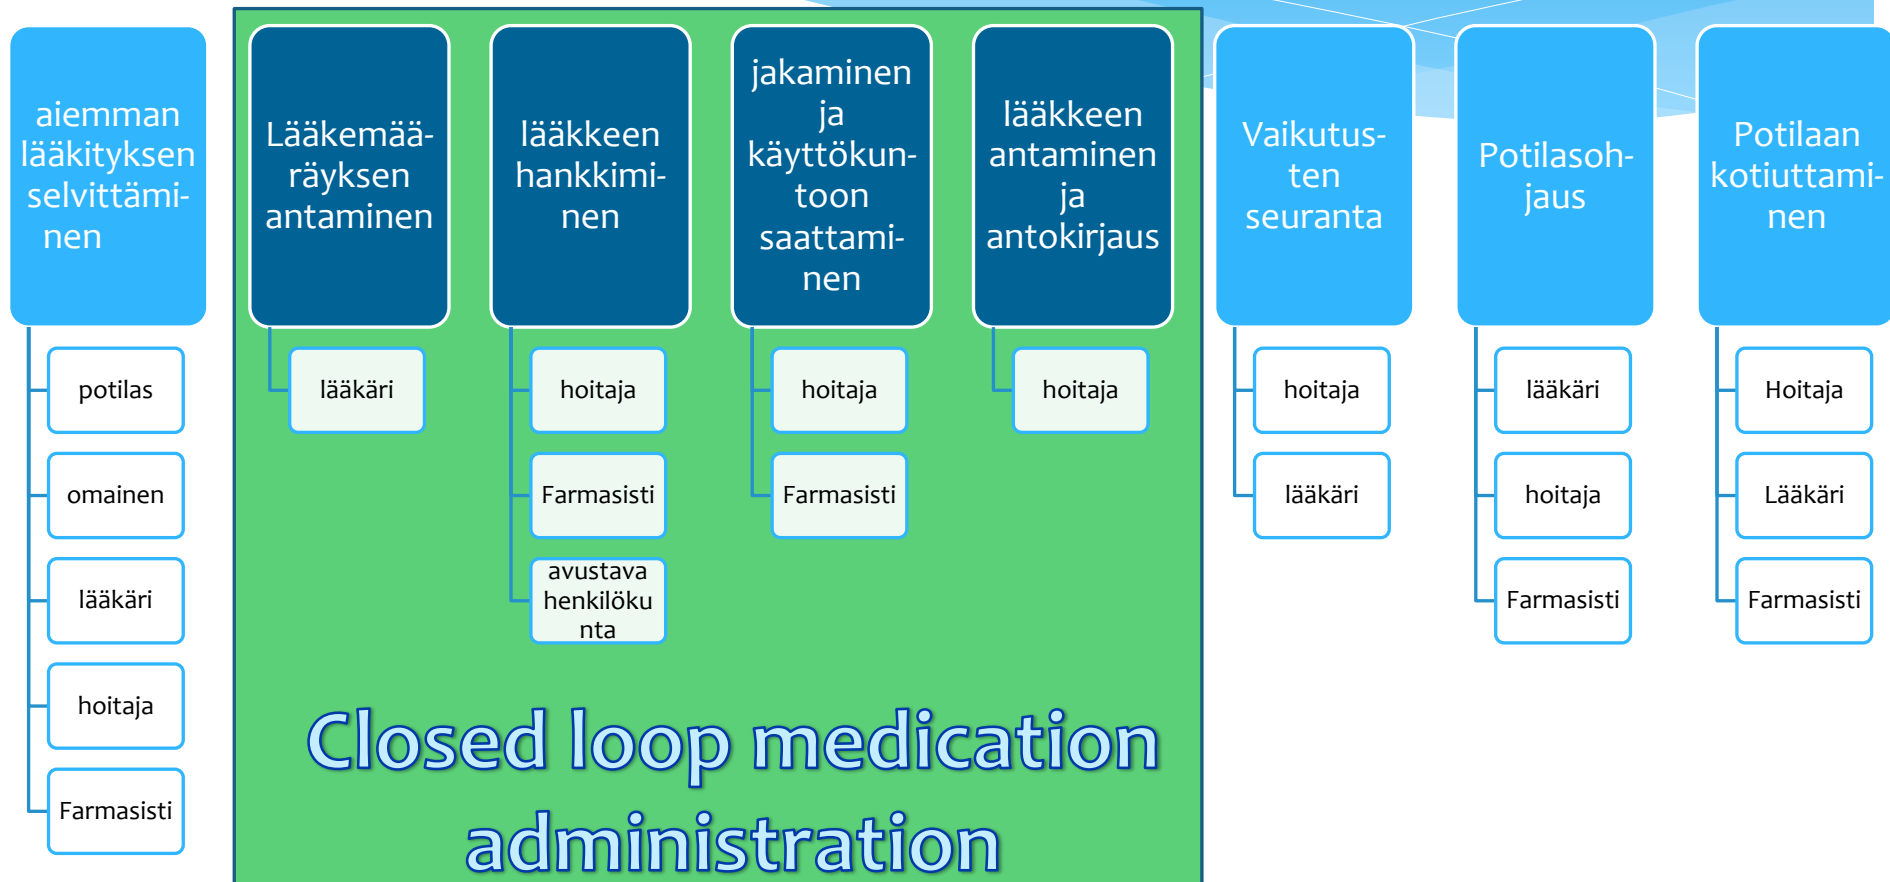 aiemman
lääkityksen
selvittämi-
nen
potilas
omainen
lääkäri
hoitaja
Farmasisti
Lääkemää-
räyksen
antaminen
lääkäri
lääkkeen
hankkimi-
nen
hoitaja
Farmasisti
avustava
henkilöku
nta
jakaminen
ja
käyttökun-
toon
saattami-
nen
hoitaja
Farmasisti
lääkkeen
antaminen
ja
antokirjaus
hoitaja
Vaikutus-
ten
seuranta
hoitaja
lääkäri
Potilasoh-
jaus
lääkäri
hoitaja
Farmasisti
Potilaan
kotiuttami-
nen
Hoitaja
Lääkäri
Farmasisti
Closed loop medication
administration